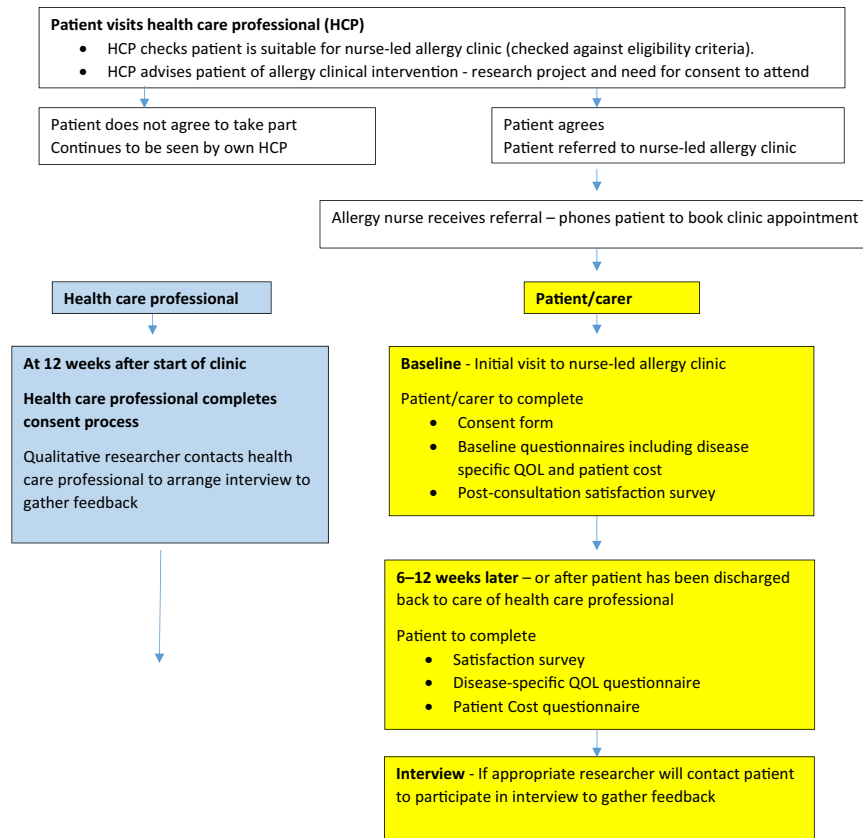 Patient visits health care professional (HCP)
• HCP checks patient is suitable for nurse-led allergy clinic (checked against eligibility criteria).
• HCP advises patient of allergy clinical intervention - research project and need for consent to attend
Patient does not agree to take part
Continues to be seen by own HCP
Patient agrees
Patient referred to nurse-led allergy clinic
Allergy nurse receives referral – phones patient to book clinic appointment
Health care professional
At 12 weeks after start of clinic
Health care professional completes
consent process
Qualitative researcher contacts health
care professional to arrange interview to
gather feedback
Patient/carer
Baseline - Initial visit to nurse-led allergy clinic
Patient/carer to complete
• Consent form
• Baseline questionnaires including disease
specific QOL and patient cost
• Post-consultation satisfaction survey
6–12 weeks later – or after patient has been discharged
back to care of health care professional
Patient to complete
• Satisfaction survey
• Disease-specific QOL questionnaire
• Patient Cost questionnaire
Interview - If appropriate researcher will contact patient
to participate in interview to gather feedback